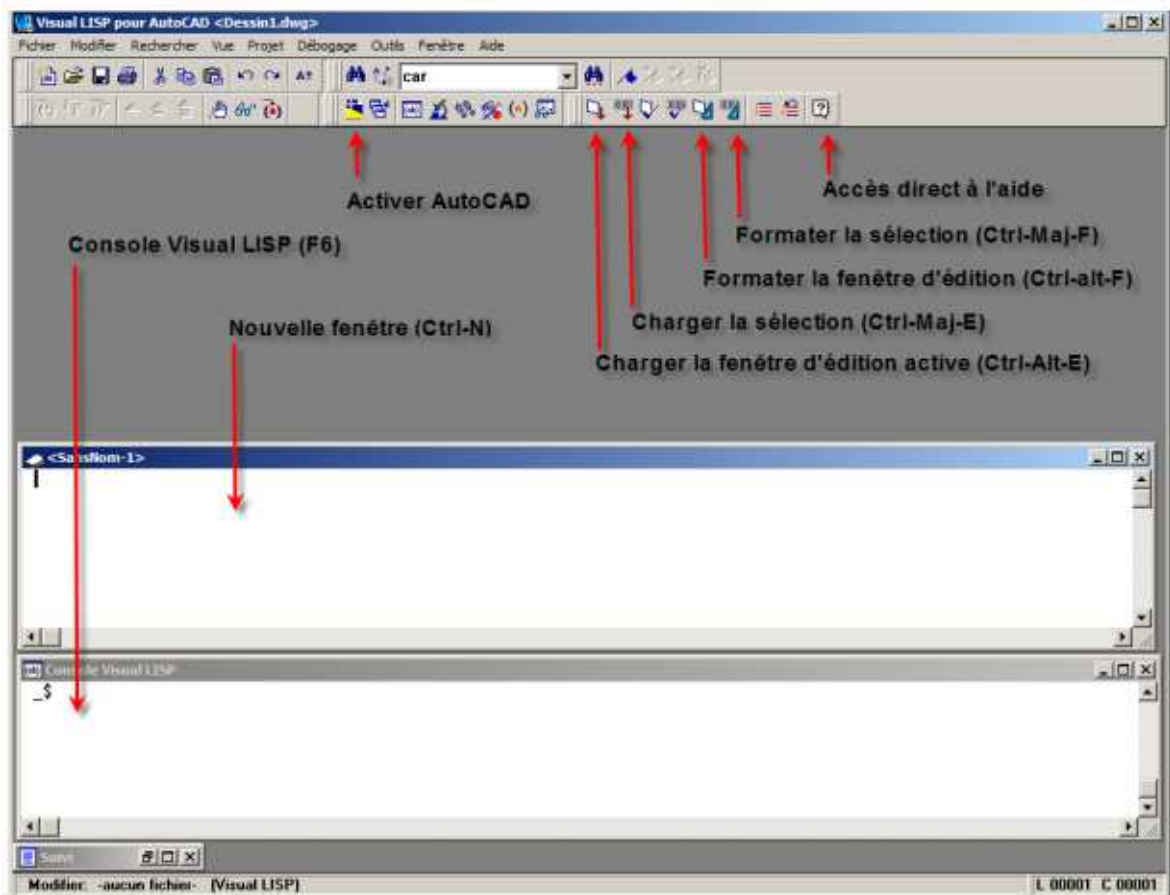 Visual LISP pour AutoCAD <Dessin1.dwg>
Fichier Modifier Rechercher Vue Projet Débogage Outils Fenêtre Aide
car
Activer AutoCAD
Accès direct à l'aide
Console Visual LISP (F6)
Formater la sélection (Ctrl-Maj-F)
Formater la fenêtre d'édition (Ctrl-alt-F)
Nouvelle fenêtre (Ctrl-N)
Charger la sélection (Ctrl-Maj-E)
Charger la fenêtre d'édition active (Ctrl-Alt-E)
<SansNom-1>
Console Visual LISP
_$
Suivi
Modifier: -aucun fichier- (Visual LISP)
L 00001 C 00001